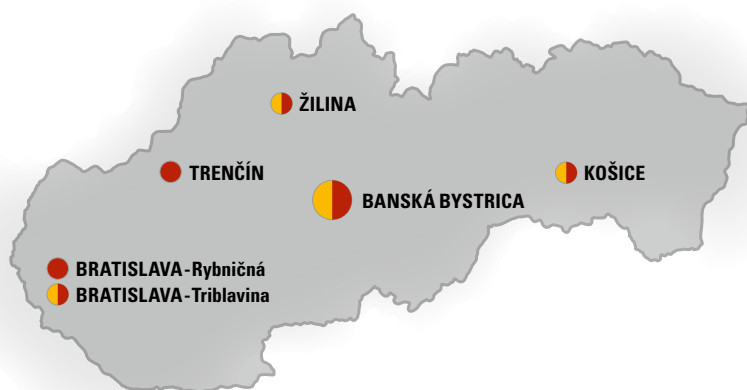 ŽILINA
TRENČÍN
KOŠICE
BANSKÁ BYSTRICA
BRATISLAVA-Rybničná
BRATISLAVA-Triblavina